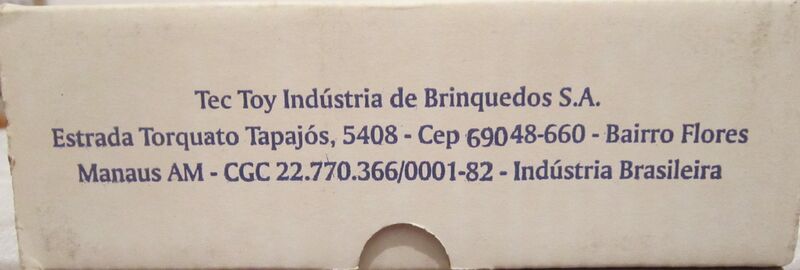 Tec Toy Indústria de Brinquedos S.A.
Estrada Torquato Tapajós, 5408 - Cep 69048-660 - Bairro Flores
Manaus AM - CGC 22.770.366/0001-82 - Indústria Brasileira